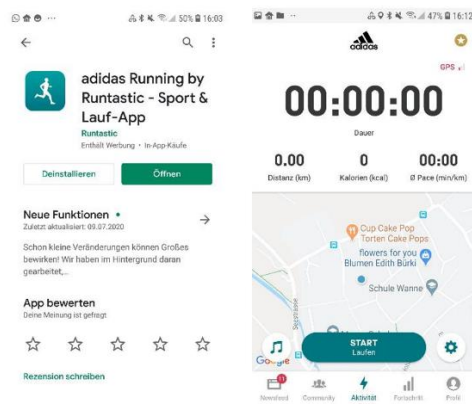 50% 16:03
adidas Running by
Runtastic - Sport &
Lauf-App
Runtastic
Enthält Werbung • In-App-Käufe
Deinstallieren
Öffnen
Neue Funktionen •
Zuletzt aktualisiert: 09.07.2020
Schon kleine Veränderungen können Großes
bewirken! Wir haben im Hintergrund daran
gearbeitet,...
App bewerten
Deine Meinung ist gefragt
Rezension schreiben
47% 16:12
adidas
GPS
00:00:00
Dauer
0.00
0
00:00
Distanz (km)
Kalorien (kcal)
Ø Pace (min/km)
Cup Cake Pop
Torten Cake Pops
flowers for you
Blumen Edith Bürki
Schule Wanne
START
Laufen
Google
Newsfeed
Community
Aktivität
Fortschritt
Profil